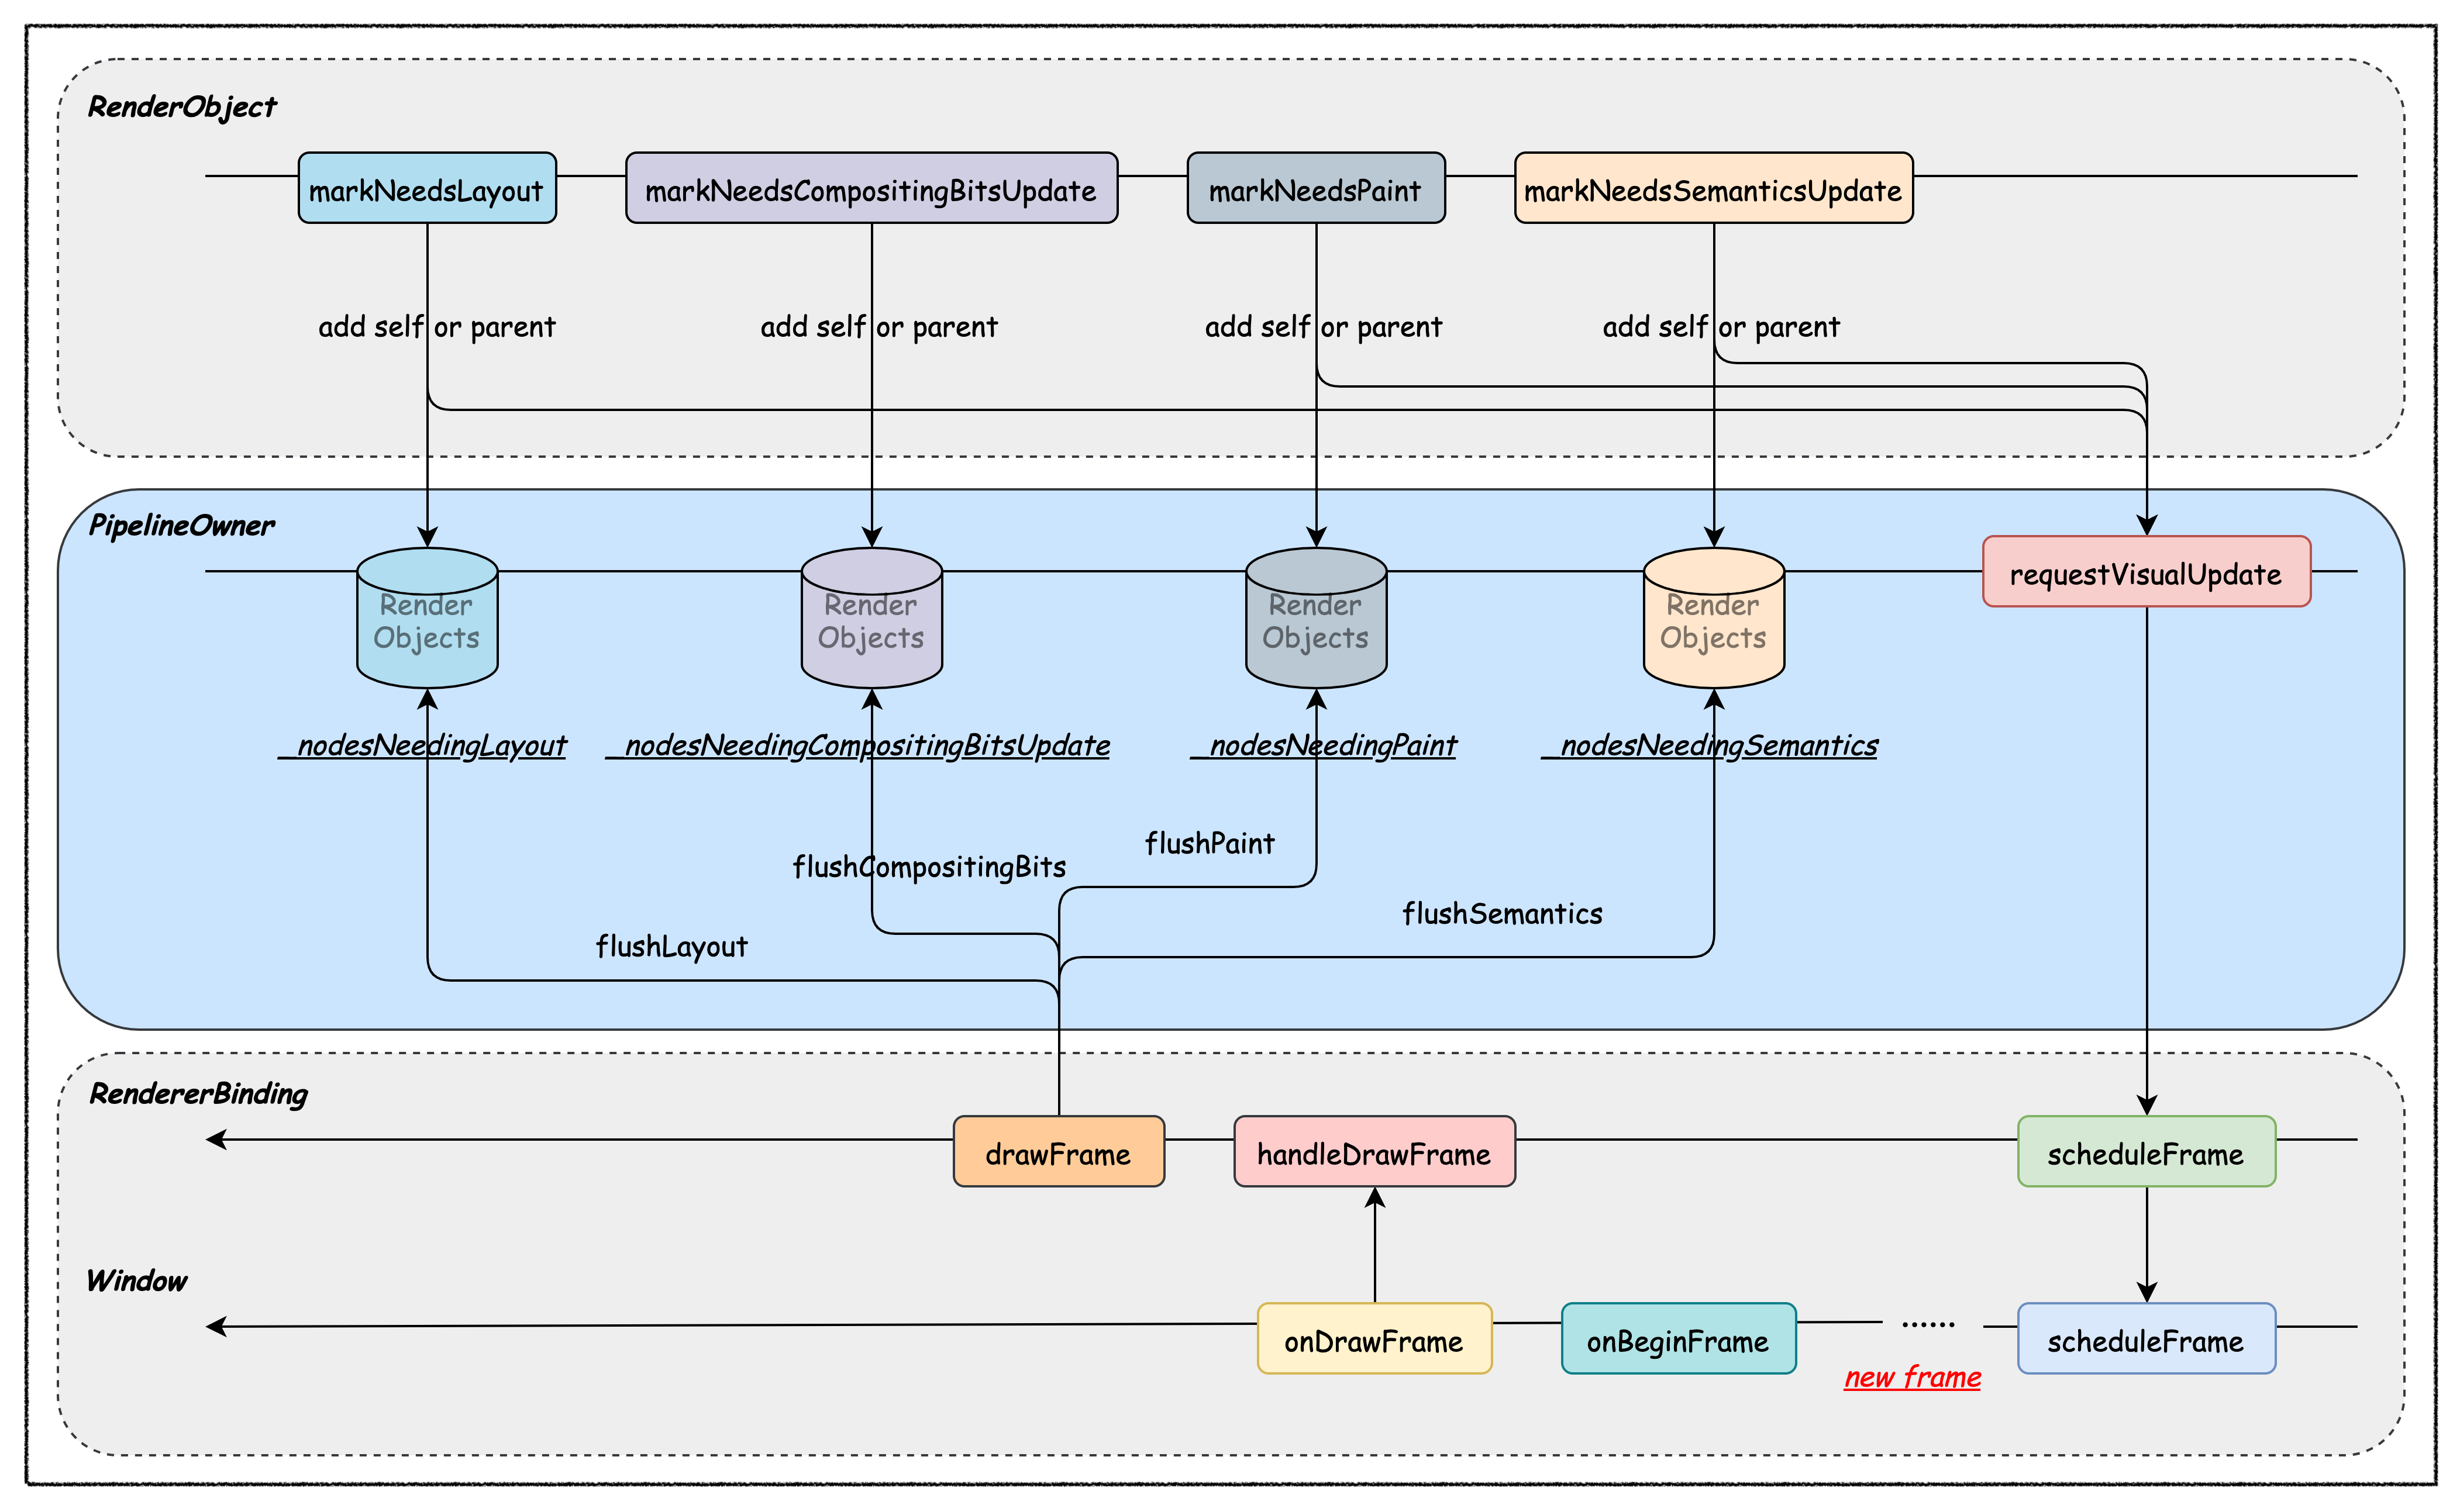 RenderObject
markNeedsLayout
markNeedsCompositingBitsUpdate
markNeedsPaint
markNeedsSemanticsUpdate
add self or parent
add self or parent
add self or parent
add self or parent
PipelineOwner
Render
Objects
Render
Objects
Render
Objects
Render
Objects
requestVisualUpdate
_nodesNeedingLayout
_nodesNeedingCompositingBitsUpdate
_nodesNeedingPaint
_nodesNeedingSemantics
flushPaint
flushCompositingBits
flushSemantics
flushLayout
RendererBinding
drawFrame
handleDrawFrame
scheduleFrame
Window
onDrawFrame
onBeginFrame
......
scheduleFrame
new frame